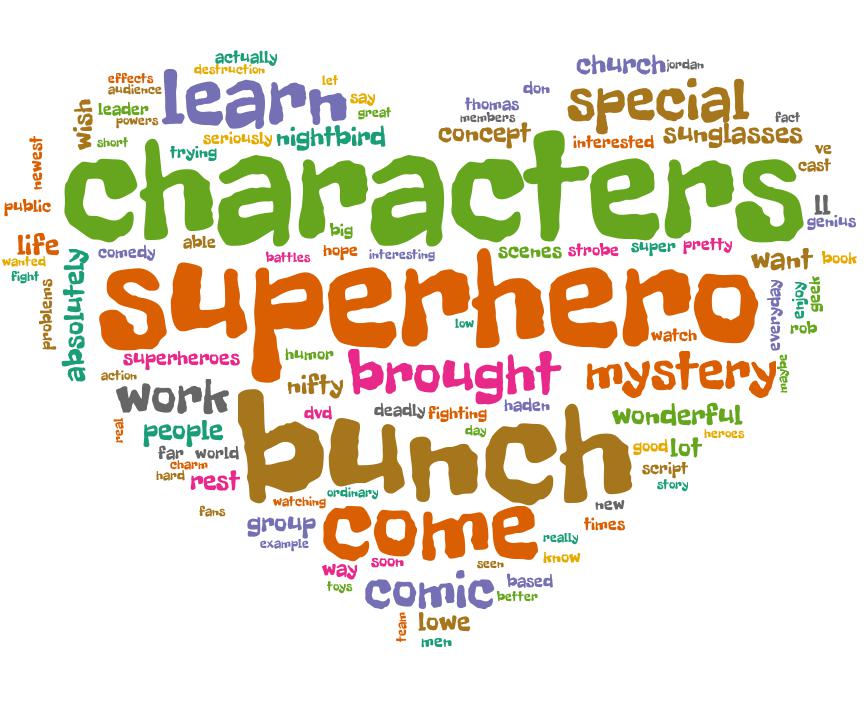 actually
destruction
effects
audience
learn
let
say
great
leader
powers
wish
short
seriously
nightbird
trying
church
jordan
don
thomas
members
special
concept
interested
sunglasses
fact
ve
cast
newest
public
characters
ll
genius
life
wanted
fight
comedy
able
big
battles
hope
interesting
scenes
strobe
super
pretty
want
book
problems
absolutely
superhero
low
watch
everyday
enjoy
geek
rob
superheroes
humor
action
nifty
brought
mystery
maybe
work
dvd
deadly
fighting
haden
wonderful
heroes
real
people
day
bunch
good
lot
far
world
charm
hard
rest
script
story
fans
watching
ordinary
new
group
example
come
times
really
know
way
soon
seen
toys
comic
based
better
team
lowe
men